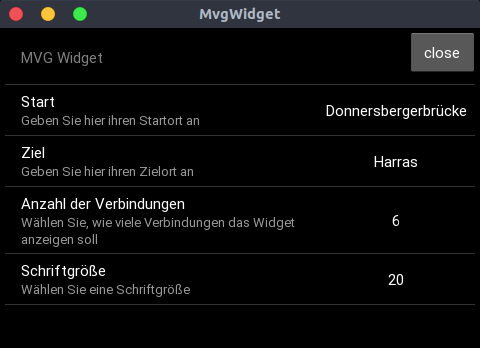 MvgWidget
MVG Widget
close
Start
Geben Sie hier ihren Startort an
Donnersbergerbrücke
Ziel
Geben Sie hier ihren Zielort an
Harras
Anzahl der Verbindungen
Wählen Sie, wie viele Verbindungen das Widget
anzeigen soll
6
Schriftgröße
Wählen Sie eine Schriftgröße
20